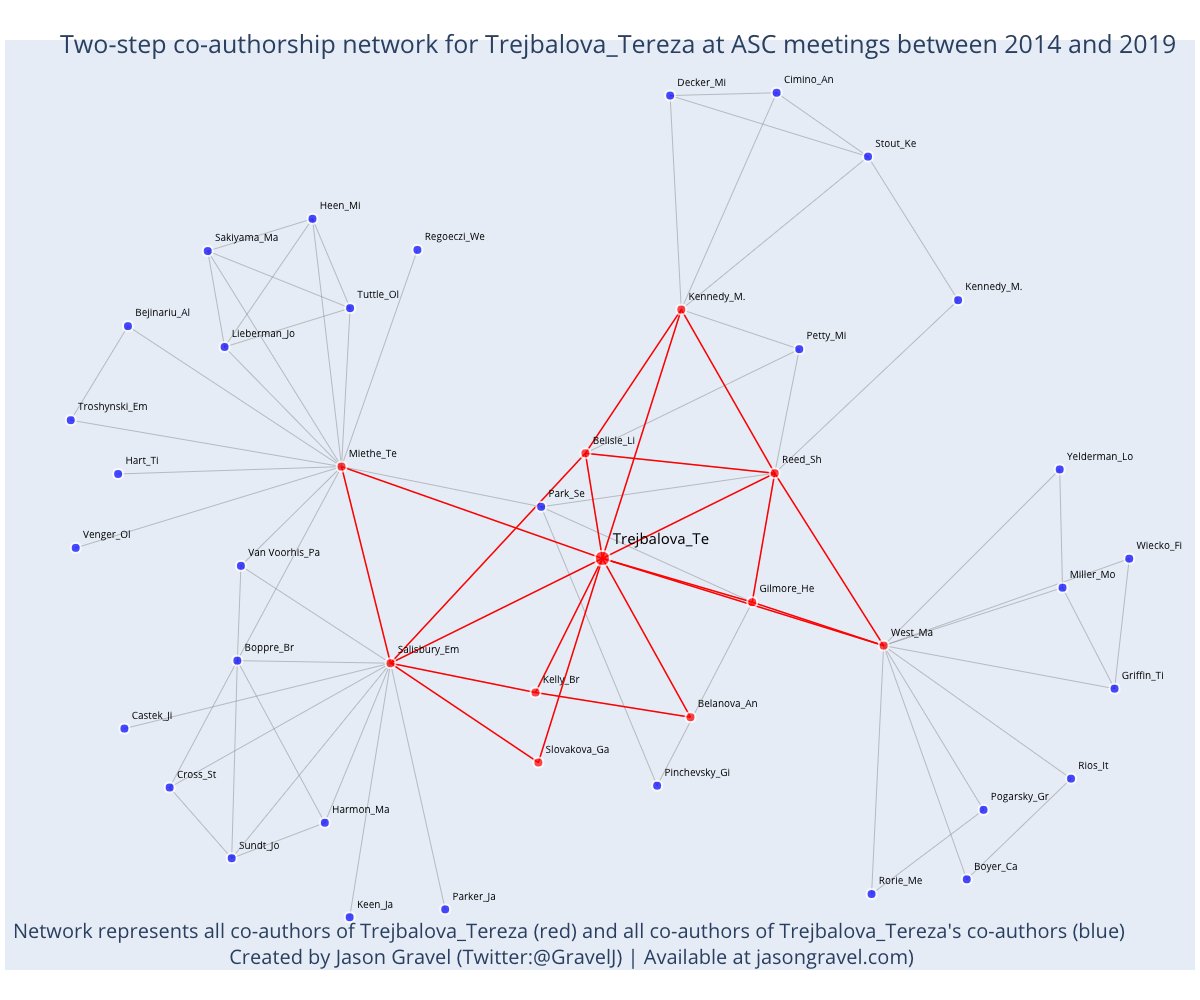 Two-step co-authorship network for Trejbalova_Tereza at ASC meetings between 2014 and 2019
Decker_Mi
Cimino_An
Stout_Ke
Heen_Mi
Sakiyama_Ma
Regoeczi_We
Kennedy_M.
Tuttle_Ol
Kennedy_M.
Bejinariu_Al
Lieberman_Jo
Petty_Mi
Troshynski_Em
Belisle_Li
Miethe_Te
Hart_Ti
Reed_Sh
Yelderman_Lo
Park_Se
Venger_Ol
Trejbalova_Te
Van Voorhis_Pa
Wiecko_Fi
Miller_Mo
Gilmore_He
West_Ma
Boppre_Br
Salisbury_Em
Griffin_Ti
Kelly_Br
Belanova_An
Castek_Ji
Slovakova_Ga
Cross_St
Pinchevsky_Gi
Rios_It
Pogarsky_Gr
Harmon_Ma
Sundt_Jo
Boyer_Ca
Rorie_Me
Parker_Ja
Keen_Ja
Network represents all co-authors of Trejbalova_Tereza (red) and all co-authors of Trejbalova_Tereza's co-authors (blue)
Created by Jason Gravel (Twitter:@GravelJ) | Available at jasongravel.com)